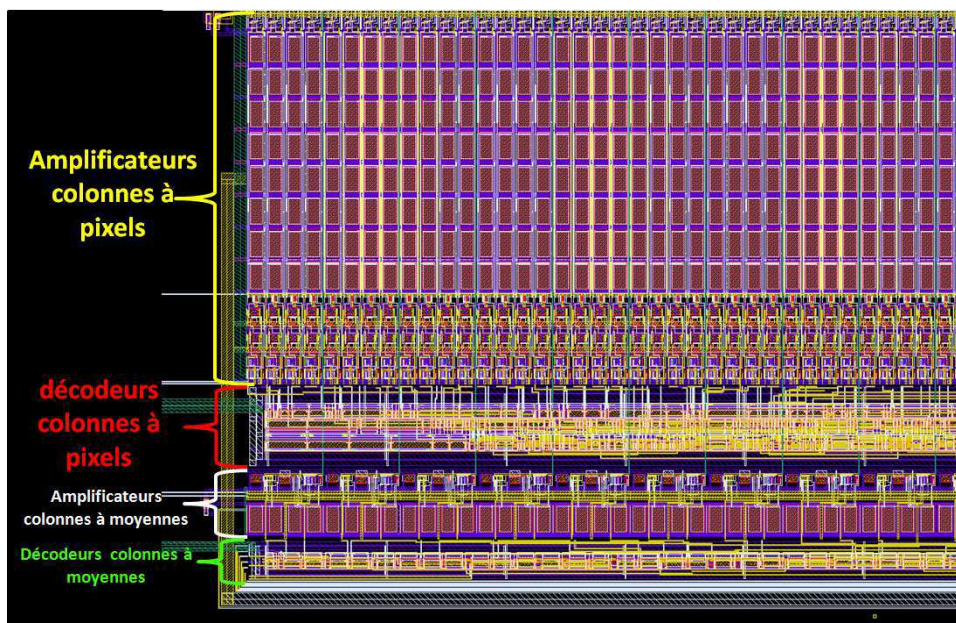 Amplificateurs
colonnes à
pixels
décodeurs
colonnes à
pixels
Amplificateurs
colonnes à moyennes
Décodeurs colonnes à
moyennes